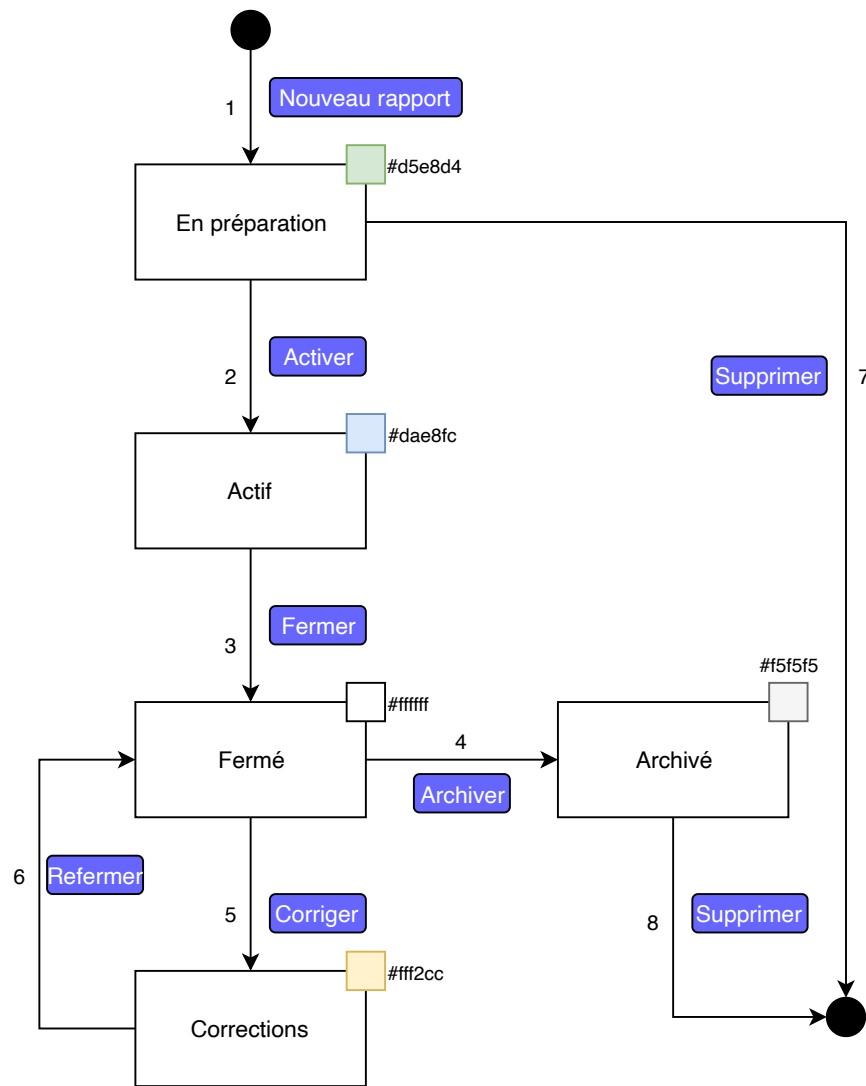 Nouveau rapport
1
#d5e8d4
En préparation
Activer
2
Supprimer
7
#dae8fc
Actif
Fermer
3
#f5f5f5
#ffffff
4
Fermé
Archivé
Archiver
6
Refermer
5
Corriger
8
Supprimer
#fff2cc
Corrections